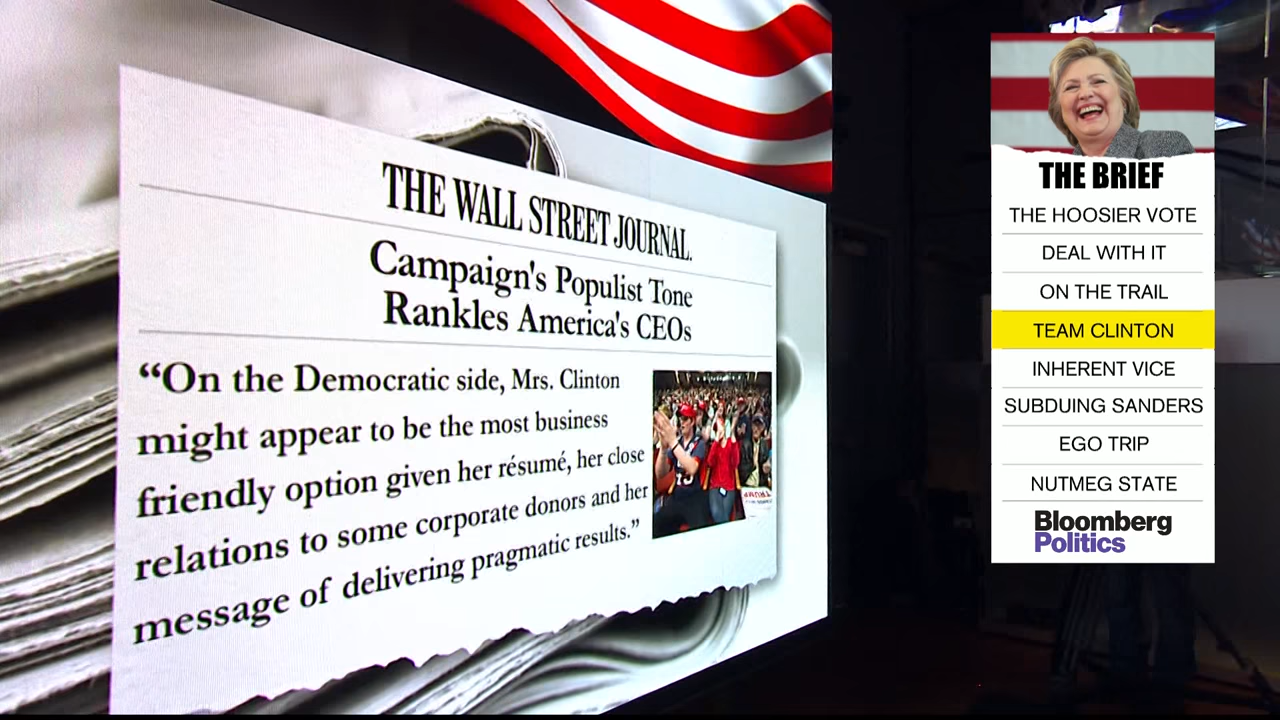 THE WALL STREET JOURNAL.
Campaign's Populist Tone
Rankles America's CEOs
“On the Democratic side, Mrs. Clinton
might appear to be the most business
friendly option given her résumé, her close
relations to some corporate donors and her
message of delivering pragmatic results.”
THE BRIEF
THE HOOSIER VOTE
DEAL WITH IT
ON THE TRAIL
TEAM CLINTON
INHERENT VICE
SUBDUING SANDERS
EGO TRIP
NUTMEG STATE
Bloomberg
Politics